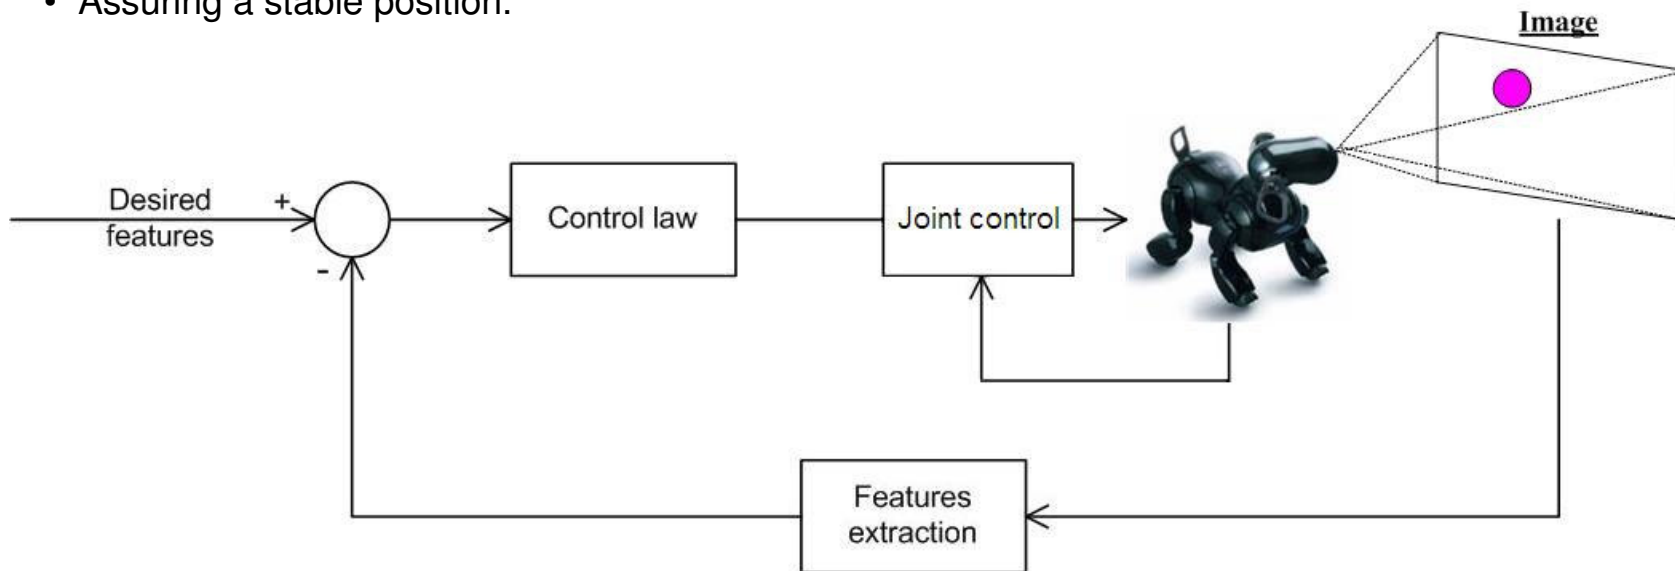 • Assuring a stable position.
Image
Desired
features
+
-
Control law
Joint control
Features
extraction